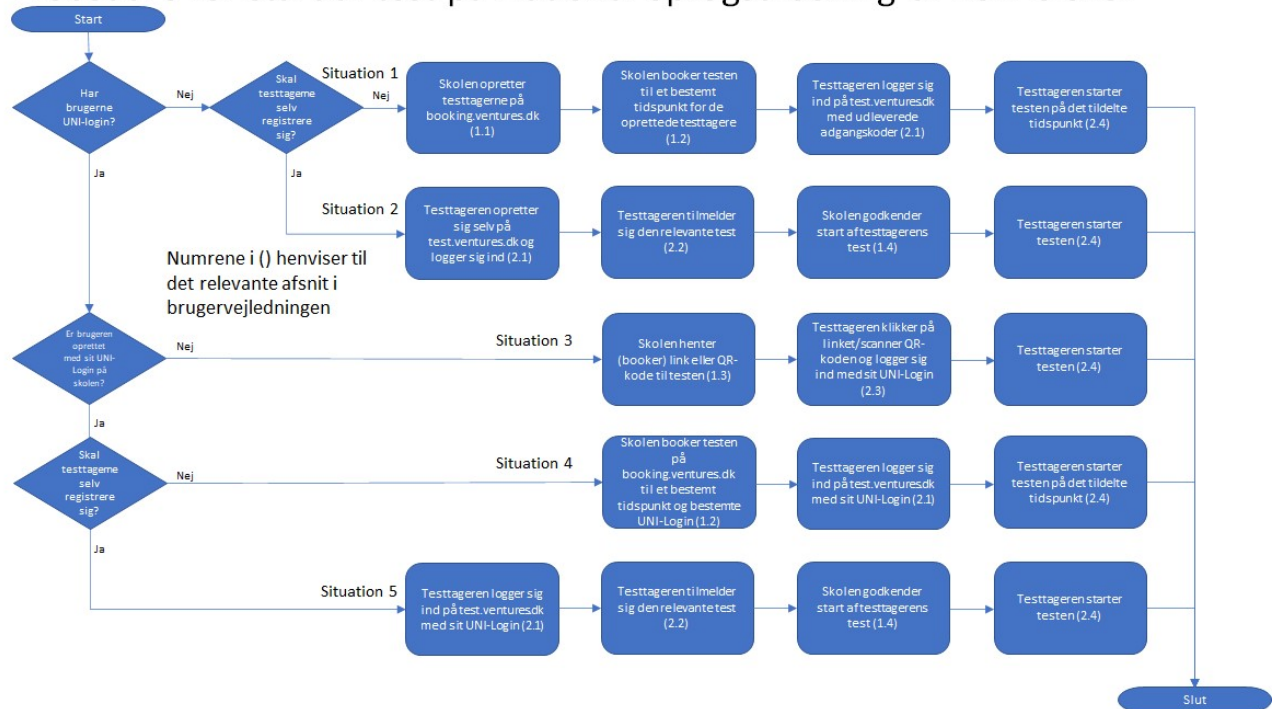 Start
Har
brugerne
UNI-login?
Nej
Skal
testtagerne
selv
registrere
sig?
Situation 1
Nej
Skolen opretter
testtagerne på
booking.ventures.dk
(1.1)
Skolen booker testen
til et bestemt
tidspunkt for de
oprettede testtagere
(1.2)
Testtageren logger sig
ind på test.ventures.dk
med udleverede
adgangskoder (2.1)
Testtageren starter
testen på det tildelte
tidspunkt (2.4)
Ja
Ja
Situation 2
Testtageren opretter
sig selv på
test.ventures.dk og
logger sig ind (2.1)
Testtageren tilmelder
sig den relevante test
(2.2)
Skolen godkender
start af testtagerens
test (1.4)
Testtageren starter
testen (2.4)
Numrene i () henviser til
det relevante afsnit i
brugervejledningen
Er brugeren
oprettet
med sit UNI-
Login på
skolen?
Nej
Situation 3
Skolen henter
(booker) link eller QR-
kode til testen (1.3)
Testtageren klikker på
linket/scanner QR-
koden og logger sig
ind med sit UNI-Login
(2.3)
Testtageren starter
testen (2.4)
Ja
Skal
testtagerne
selv
registrere
sig?
Nej
Situation 4
Skolen booker testen
på
booking.ventures.dk
til et bestemt
tidspunkt og bestemte
UNI-Login (1.2)
Testtageren logger sig
ind på test.ventures.dk
med sit UNI-Login (2.1)
Testtageren starter
testen på det tildelte
tidspunkt (2.4)
Ja
Situation 5
Testtageren logger sig
ind på test.ventures.dk
med sit UNI-Login (2.1)
Testtageren tilmelder
sig den relevante test
(2.2)
Skolen godkender
start af testtagerens
test (1.4)
Testtageren starter
testen (2.4)
Slut